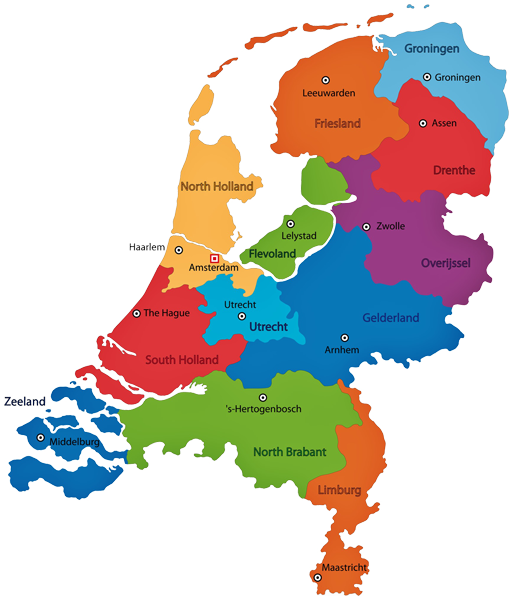 Groningen
Groningen
Leeuwarden
Assen
Friesland
Drenthe
North Holland
Zwolle
Lelystad
Haarlem
Flevoland
Overijssel
Amsterdam
Utrecht
The Hague
Utrecht
Gelderland
Arnhem
South Holland
Zeeland
's-Hertogenbosch
Middelburg
North Brabant
Limburg
Maastricht